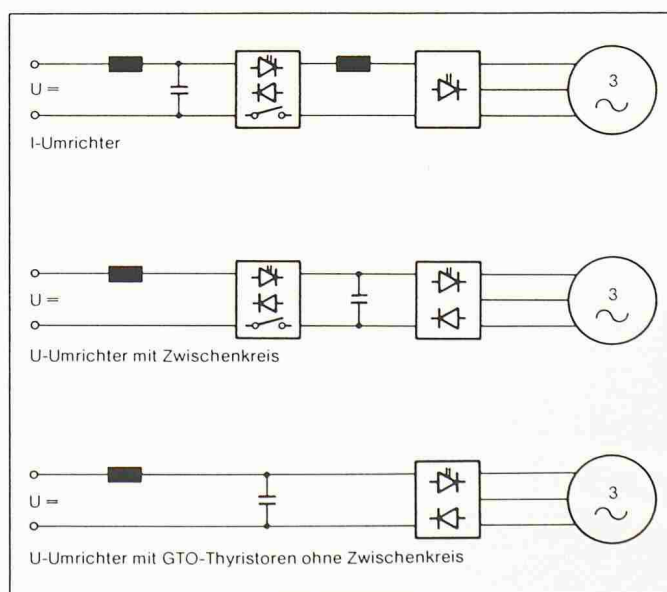 3
U =
I-Umrichter
3
U =
U-Umrichter mit Zwischenkreis
3
U =
U-Umrichter mit GTO-Thyristoren ohne Zwischenkreis